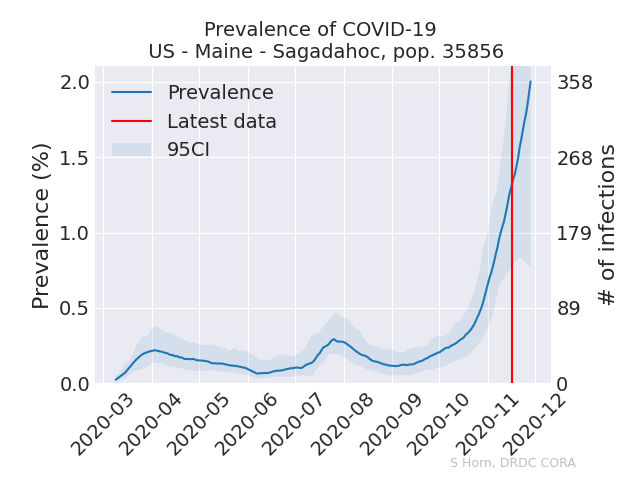 Prevalence of COVID-19
US - Maine - Sagadahoc, pop. 35856
Prevalence
Latest data
95CI
Prevalence (%)
2.0
1.5
1.0
0.5
0.0
358
268
179
89
0
# of infections
2020-03
2020-04
2020-05
2020-06
2020-07
2020-08
2020-09
2020-10
2020-11
2020-12
S Horn, DRDC CORA